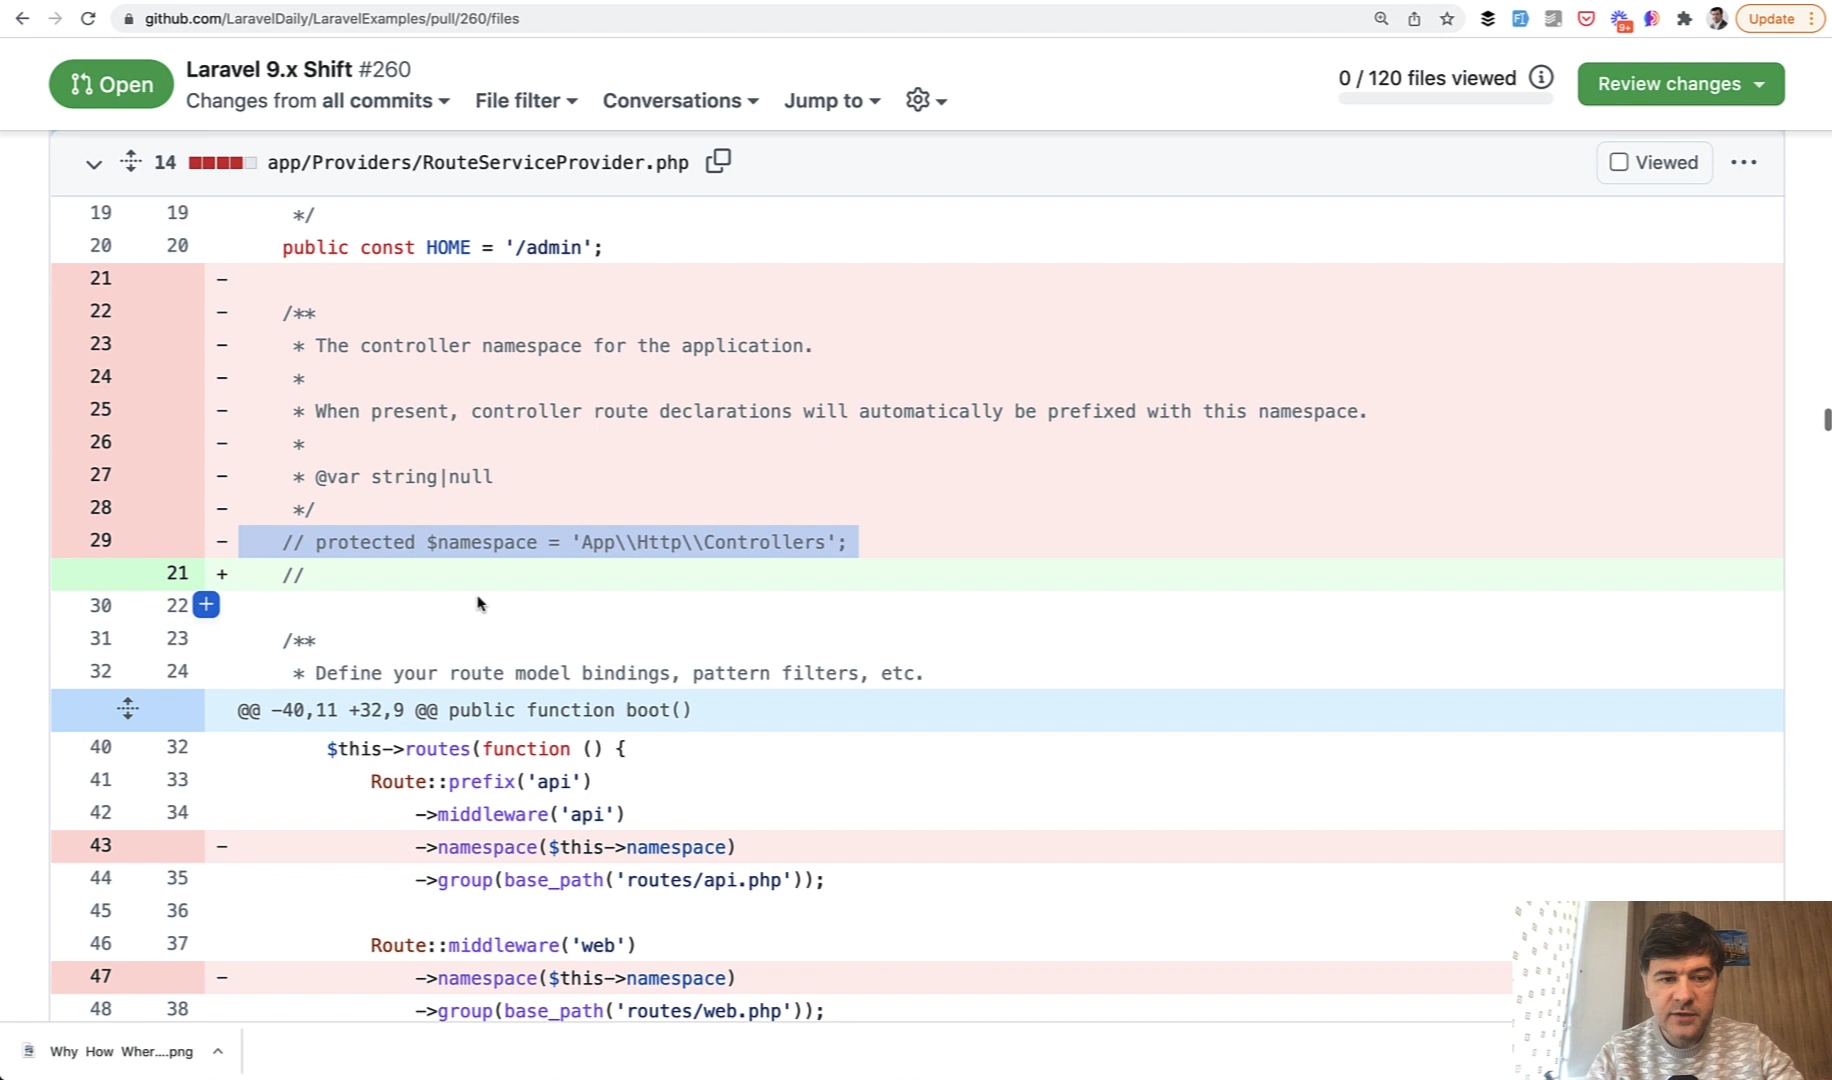 github.com/LaravelDaily/LaravelExamples/pull/260/files
9+
Update
Open
Laravel 9.x Shift #260
Changes from all commits
File filter
Conversations
Jump to
0 / 120 files viewed
Review changes
14
app/Providers/RouteServiceProvider.php
Viewed
19 19 */
20 20 public const HOME = '/admin';
21 -
22 - /**
23 - * The controller namespace for the application.
24 - *
25 - * When present, controller route declarations will automatically be prefixed with this namespace.
26 - *
27 - * @var string|null
28 - */
29 - // protected $namespace = 'App\\Http\\Controllers';
21 + //
30 22 +
31 23 /**
32 24 * Define your route model bindings, pattern filters, etc.
@@ -40,11 +32,9 @@ public function boot()
40 32 $this->routes(function () {
41 33 Route::prefix('api')
42 34 ->middleware('api')
43 - ->namespace($this->namespace)
44 35 ->group(base_path('routes/api.php'));
45 36
46 37 Route::middleware('web')
47 - ->namespace($this->namespace)
48 38 ->group(base_path('routes/web.php'));
Why How Wher....png